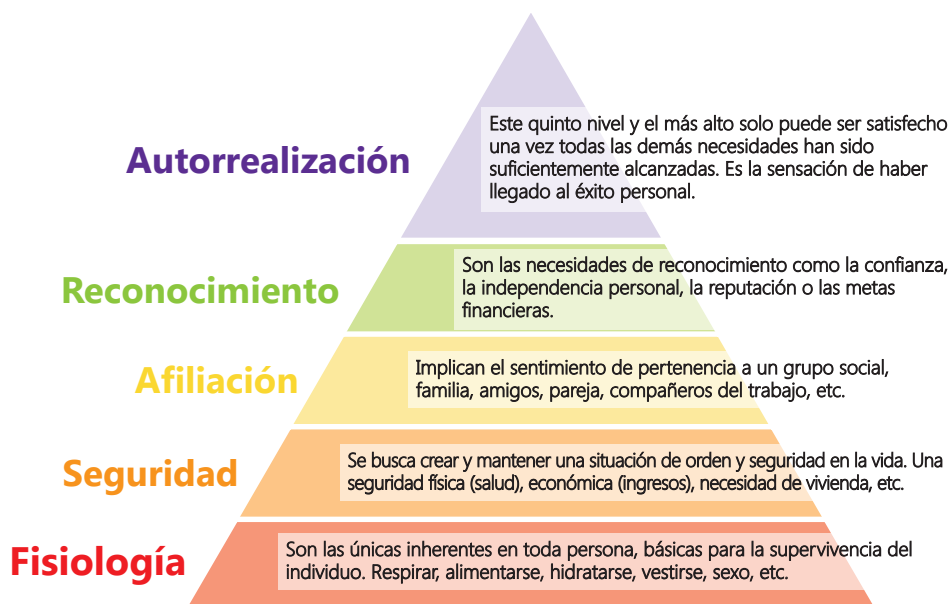 Autorrealización
Este quinto nivel y el más alto solo puede ser satisfecho
una vez todas las demás necesidades han sido
suficientemente alcanzadas. Es la sensación de haber
llegado al éxito personal.
Reconocimiento
Son las necesidades de reconocimiento como la confianza,
la independencia personal, la reputación o las metas
financieras.
Afiliación
Implican el sentimiento de pertenencia a un grupo social,
familia, amigos, pareja, compañeros del trabajo, etc.
Seguridad
Se busca crear y mantener una situación de orden y seguridad en la vida. Una
seguridad física (salud), económica (ingresos), necesidad de vivienda, etc.
Fisiología
Son las únicas inherentes en toda persona, básicas para la supervivencia del
individuo. Respirar, alimentarse, hidratarse, vestirse, sexo, etc.